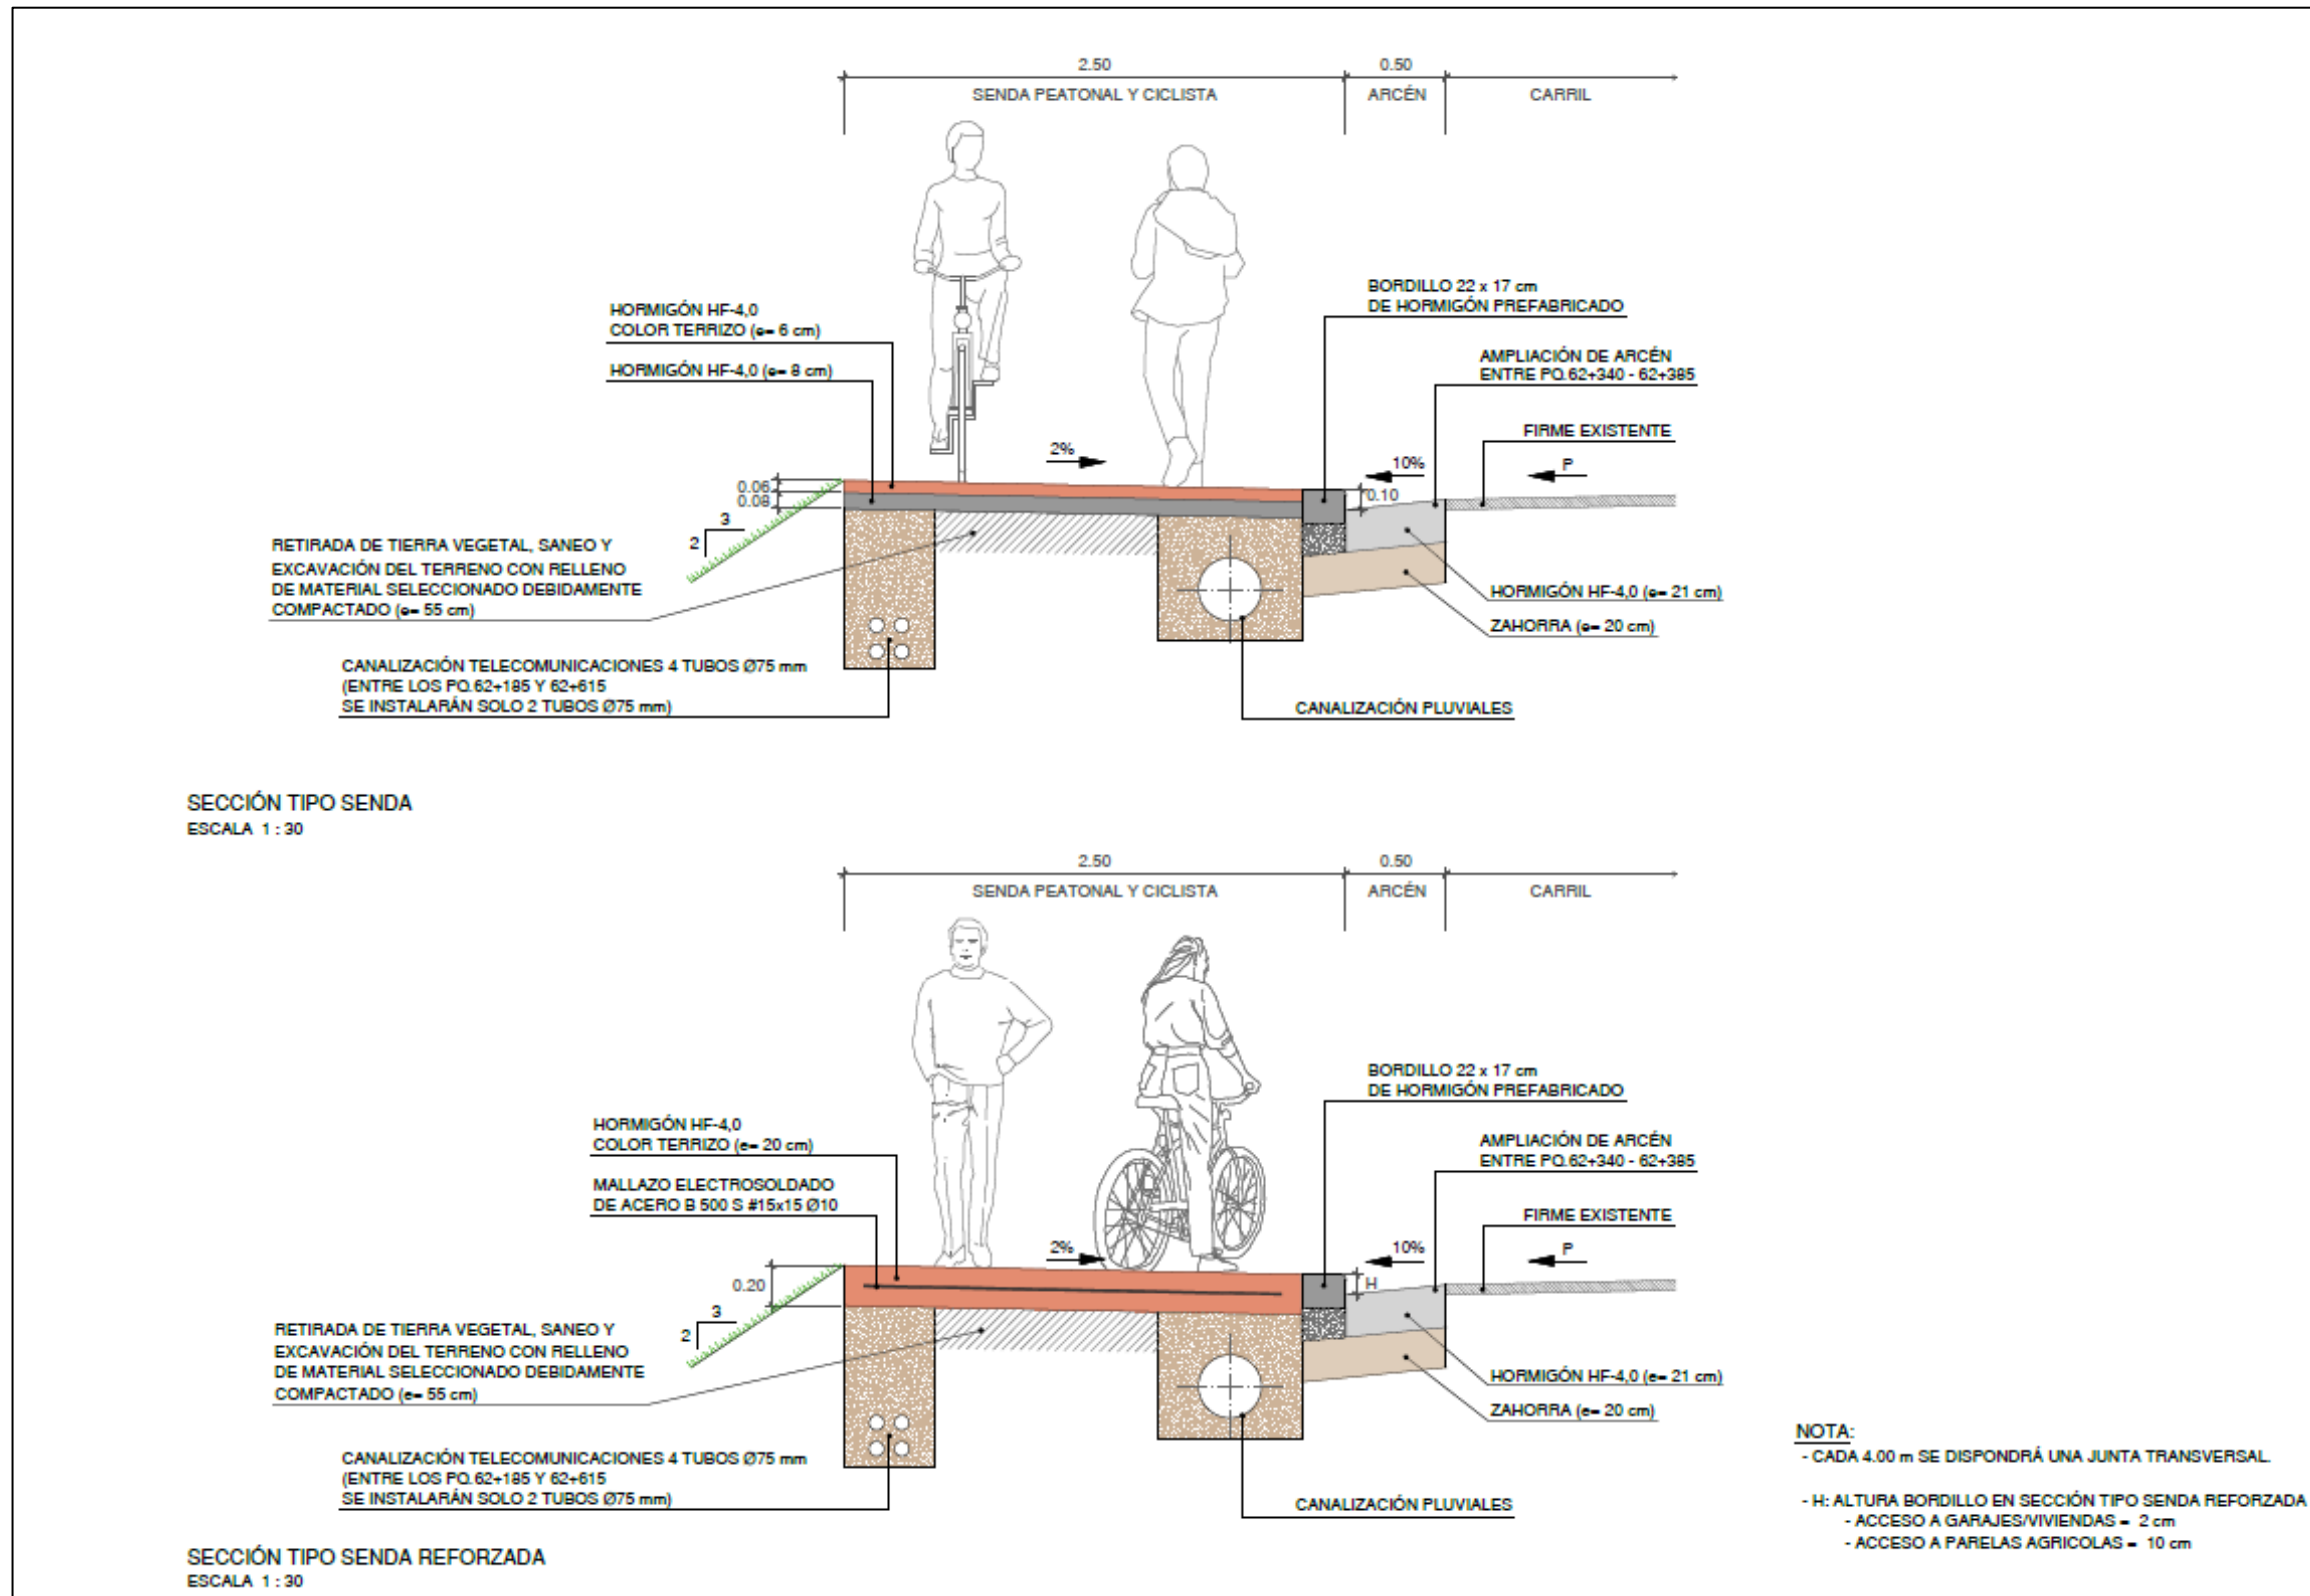 2.50
0.50
SENDA PEATONAL Y CICLISTA
ARCÉN
CARRIL
BORDILLO 22 x 17 cm
DE HORMIGÓN PREFABRICADO
HORMIGÓN HF-4,0
COLOR TERRIZO (e= 6 cm)
HORMIGÓN HF-4,0 (e= 8 cm)
AMPLIACIÓN DE ARCÉN
ENTRE PQ.62+340 - 62+385
FIRME EXISTENTE
2%
10%
P
0.06
0.08
0.10
3
2
RETIRADA DE TIERRA VEGETAL, SANEO Y
EXCAVACIÓN DEL TERRENO CON RELLENO
DE MATERIAL SELECCIONADO DEBIDAMENTE
COMPACTADO (e= 55 cm)
HORMIGÓN HF-4,0 (e= 21 cm)
ZAHORRA (e= 20 cm)
CANALIZACIÓN TELECOMUNICACIONES 4 TUBOS Ø75 mm
(ENTRE LOS PQ.62+185 Y 62+615
SE INSTALARÁN SOLO 2 TUBOS Ø75 mm)
CANALIZACIÓN PLUVIALES
SECCIÓN TIPO SENDA
ESCALA 1 : 30
2.50
0.50
SENDA PEATONAL Y CICLISTA
ARCÉN
CARRIL
BORDILLO 22 x 17 cm
DE HORMIGÓN PREFABRICADO
HORMIGÓN HF-4,0
COLOR TERRIZO (e= 20 cm)
MALLAZO ELECTROSOLDADO
DE ACERO B 500 S #15x15 Ø10
AMPLIACIÓN DE ARCÉN
ENTRE PQ.62+340 - 62+385
FIRME EXISTENTE
2%
10%
P
0.20
H
3
2
RETIRADA DE TIERRA VEGETAL, SANEO Y
EXCAVACIÓN DEL TERRENO CON RELLENO
DE MATERIAL SELECCIONADO DEBIDAMENTE
COMPACTADO (e= 55 cm)
HORMIGÓN HF-4,0 (e= 21 cm)
ZAHORRA (e= 20 cm)
CANALIZACIÓN TELECOMUNICACIONES 4 TUBOS Ø75 mm
(ENTRE LOS PQ.62+185 Y 62+615
SE INSTALARÁN SOLO 2 TUBOS Ø75 mm)
CANALIZACIÓN PLUVIALES
SECCIÓN TIPO SENDA REFORZADA
ESCALA 1 : 30
NOTA:
- CADA 4.00 m SE DISPONDRÁ UNA JUNTA TRANSVERSAL.
- H: ALTURA BORDILLO EN SECCIÓN TIPO SENDA REFORZADA
- ACCESO A GARAJES/VIVIENDAS = 2 cm
- ACCESO A PARELAS AGRICOLAS = 10 cm